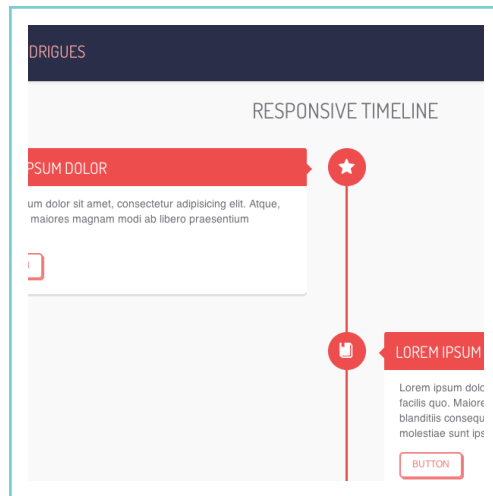 DRIGUES
RESPONSIVE TIMELINE
PSUM DOLOR
um dolor sit amet, consectetur adipisicing elit. Atque,
maiores magnam modi ab libero praesentium
LOREM IPSUM
Lorem ipsum dolo
facilis quo. Maiore
blanditiis consequ
molestiae sunt ips
BUTTON